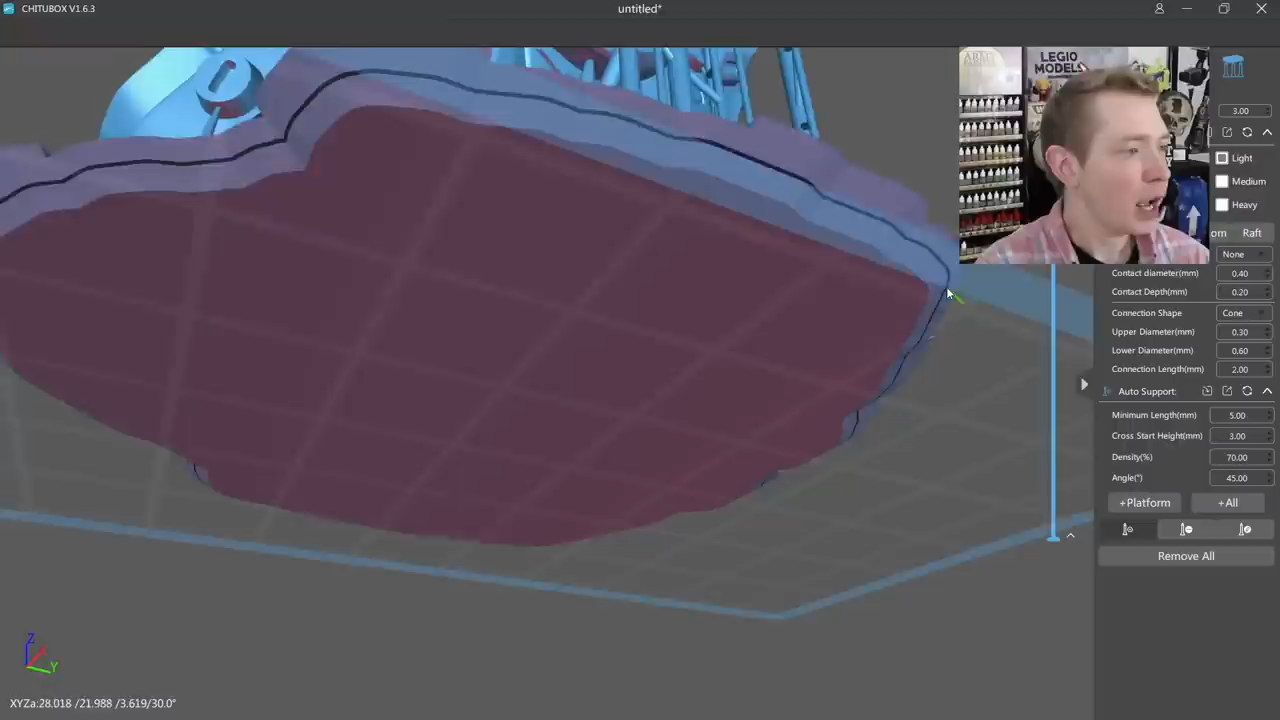 CHITUBOX V1.6.3
untitled*
LEGIO
MODELS
3.00
Light
Medium
Heavy
om
Raft
None
Contact diameter(mm)
0.40
Contact Depth(mm)
0.20
Connection Shape
Cone
Upper Diameter(mm)
0.30
Lower Diameter(mm)
0.60
Connection Length(mm)
2.00
Auto Support:
Minimum Length(mm)
5.00
Cross Start Height(mm)
3.00
Density(%)
70.00
Angle(°)
45.00
+Platform
+All
Remove All
Z
X
Y
XYZa:28.018 /21.988 /3.619/30.0°